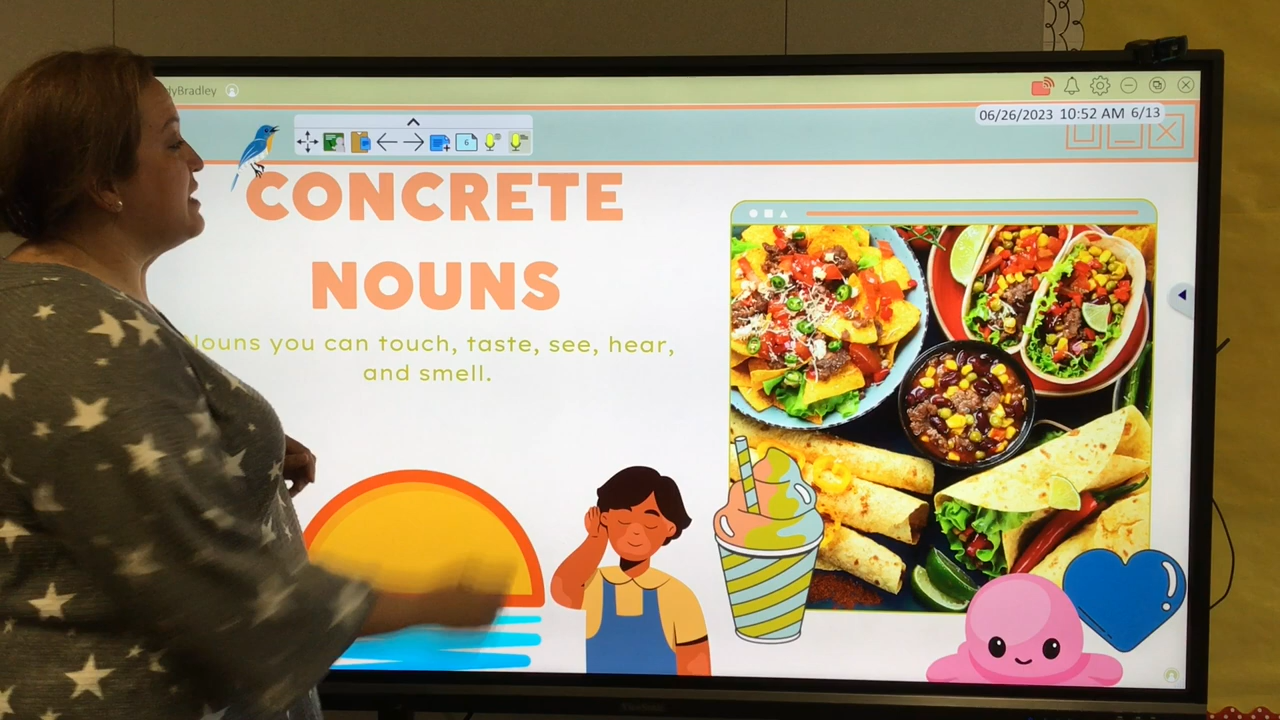 dyBradley
06/26/2023 10:52 AM 6/13
6
CONCRETE
NOUNS
Nouns you can touch, taste, see, hear,
and smell.